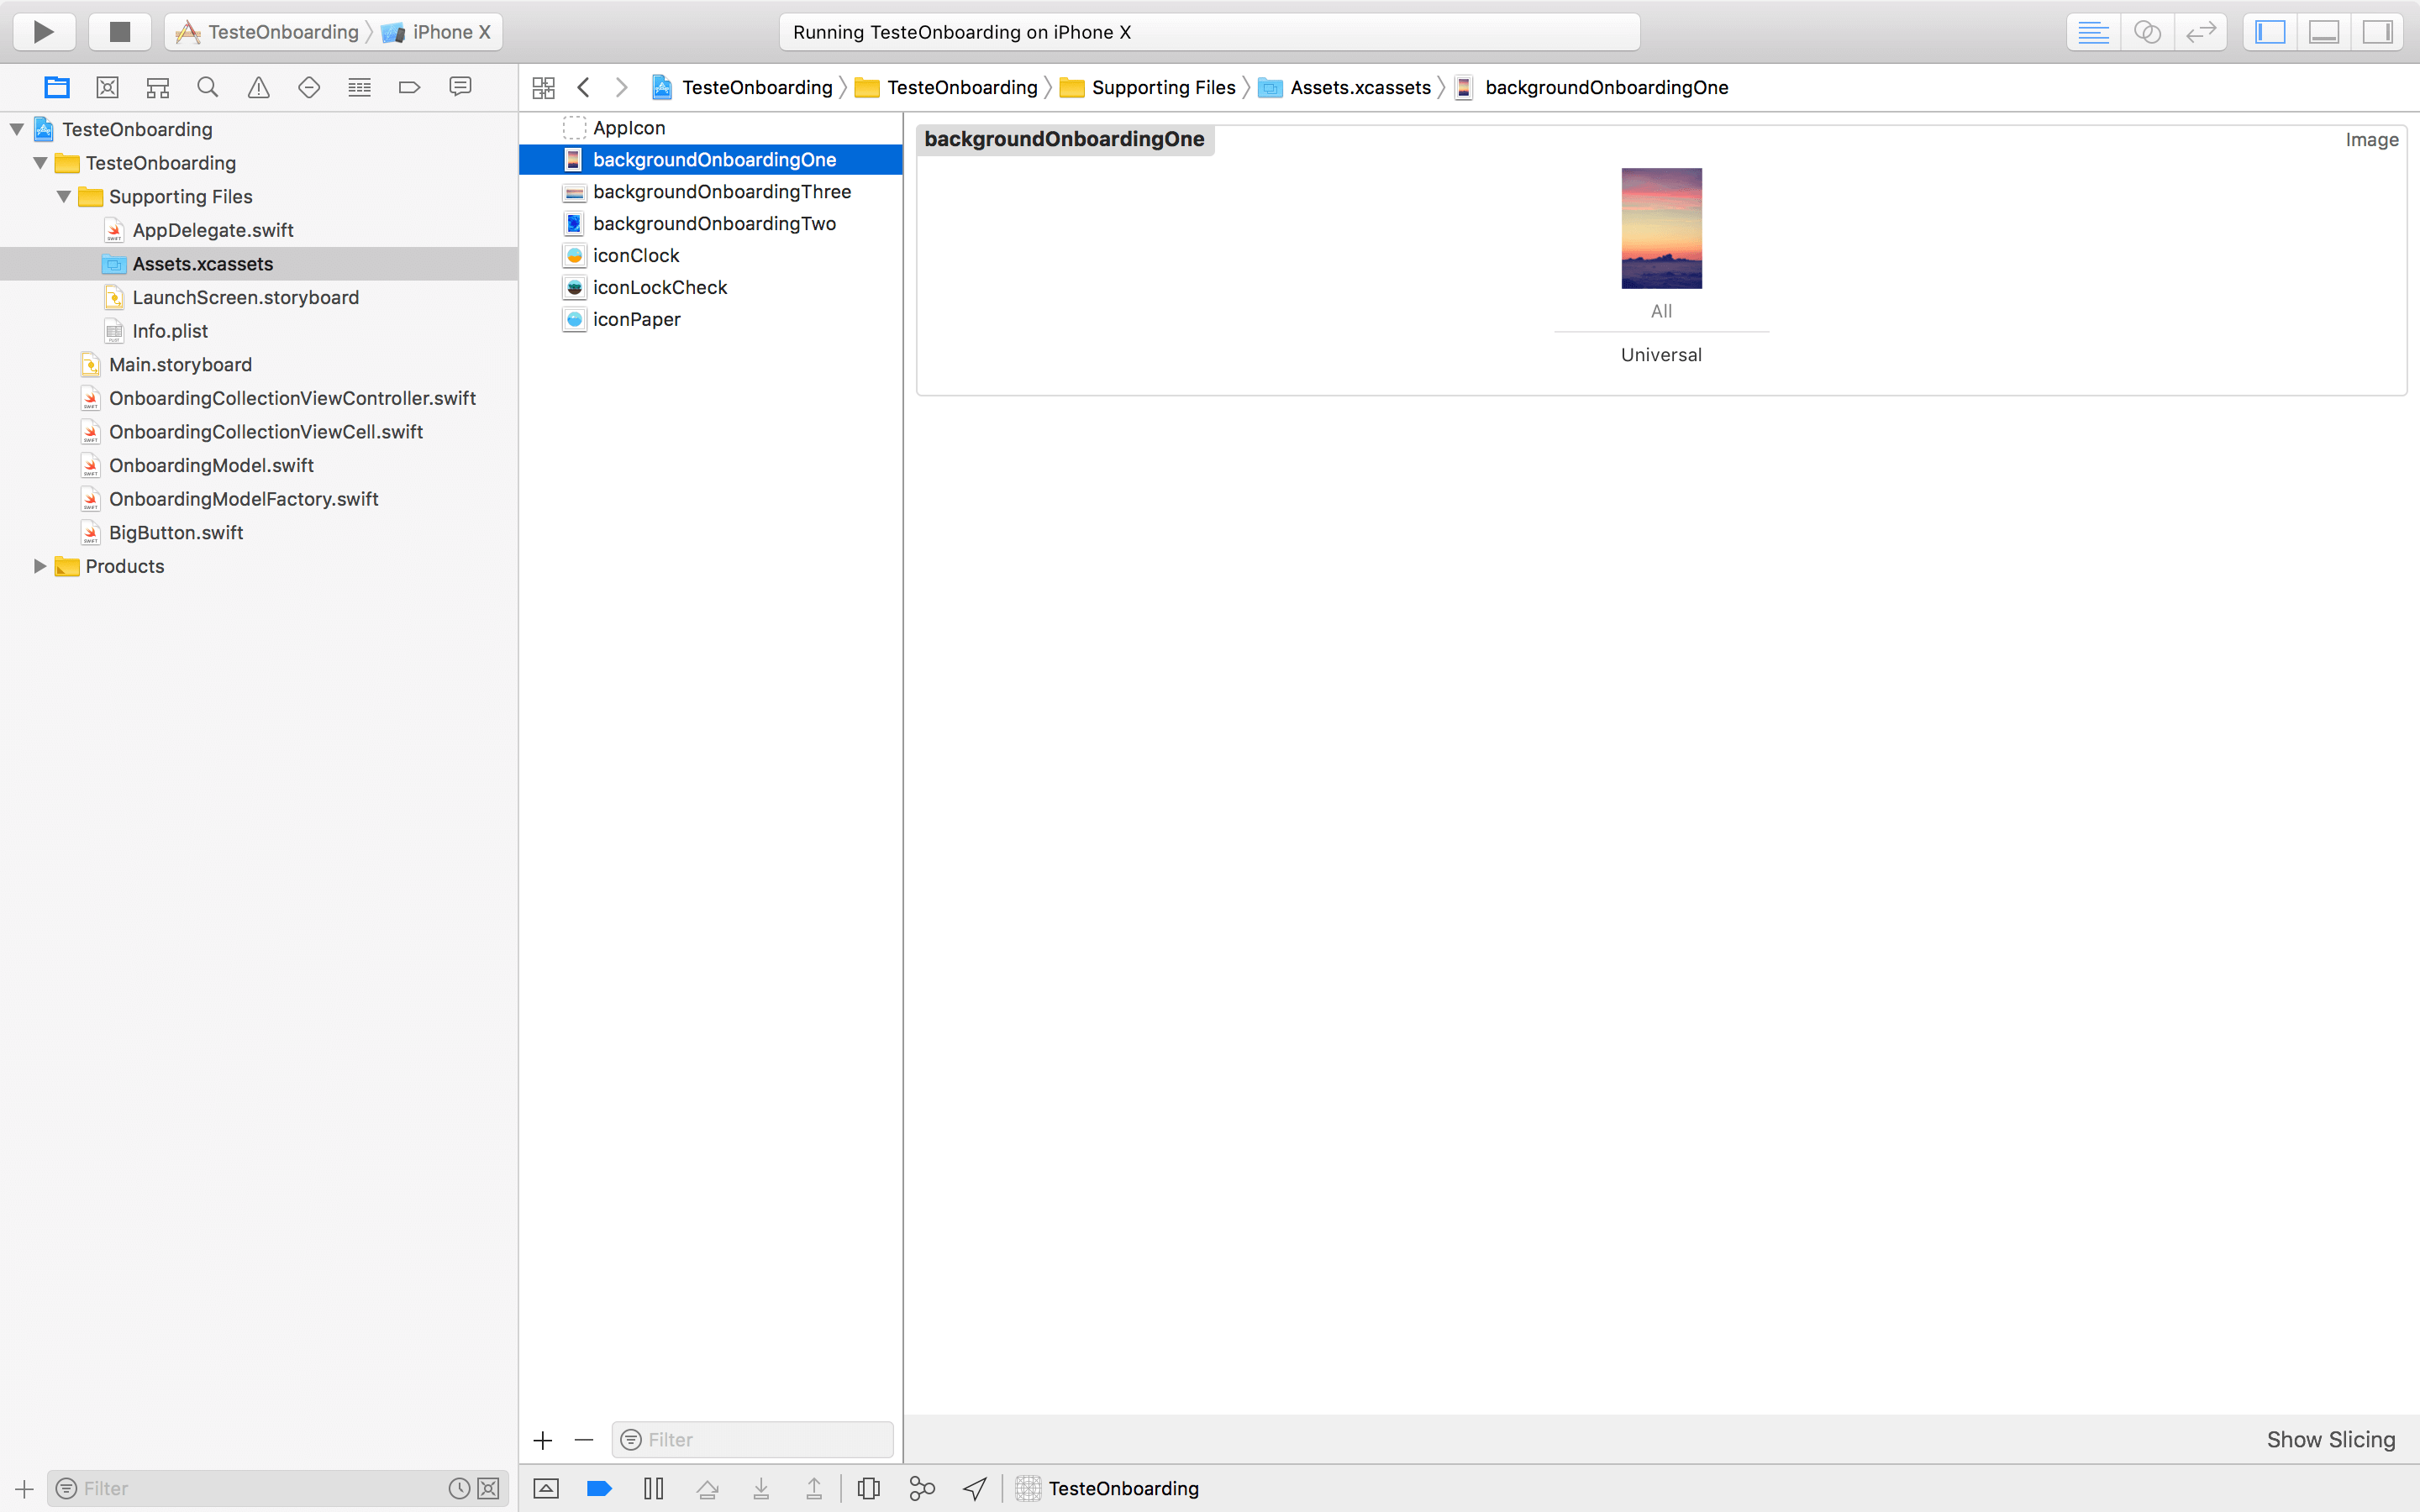 TesteOnboarding
iPhone X
Running TesteOnboarding on iPhone X
TesteOnboarding
TesteOnboarding
Supporting Files
Assets.xcassets
backgroundOnboardingOne
TesteOnboarding
TesteOnboarding
Supporting Files
AppDelegate.swift
Assets.xcassets
LaunchScreen.storyboard
Info.plist
Main.storyboard
OnboardingCollectionViewController.swift
OnboardingCollectionViewCell.swift
OnboardingModel.swift
OnboardingModelFactory.swift
BigButton.swift
Products
Filter
AppIcon
backgroundOnboardingOne
backgroundOnboardingThree
backgroundOnboardingTwo
iconClock
iconLockCheck
iconPaper
Filter
backgroundOnboardingOne
Image
All
Universal
Show Slicing
TesteOnboarding